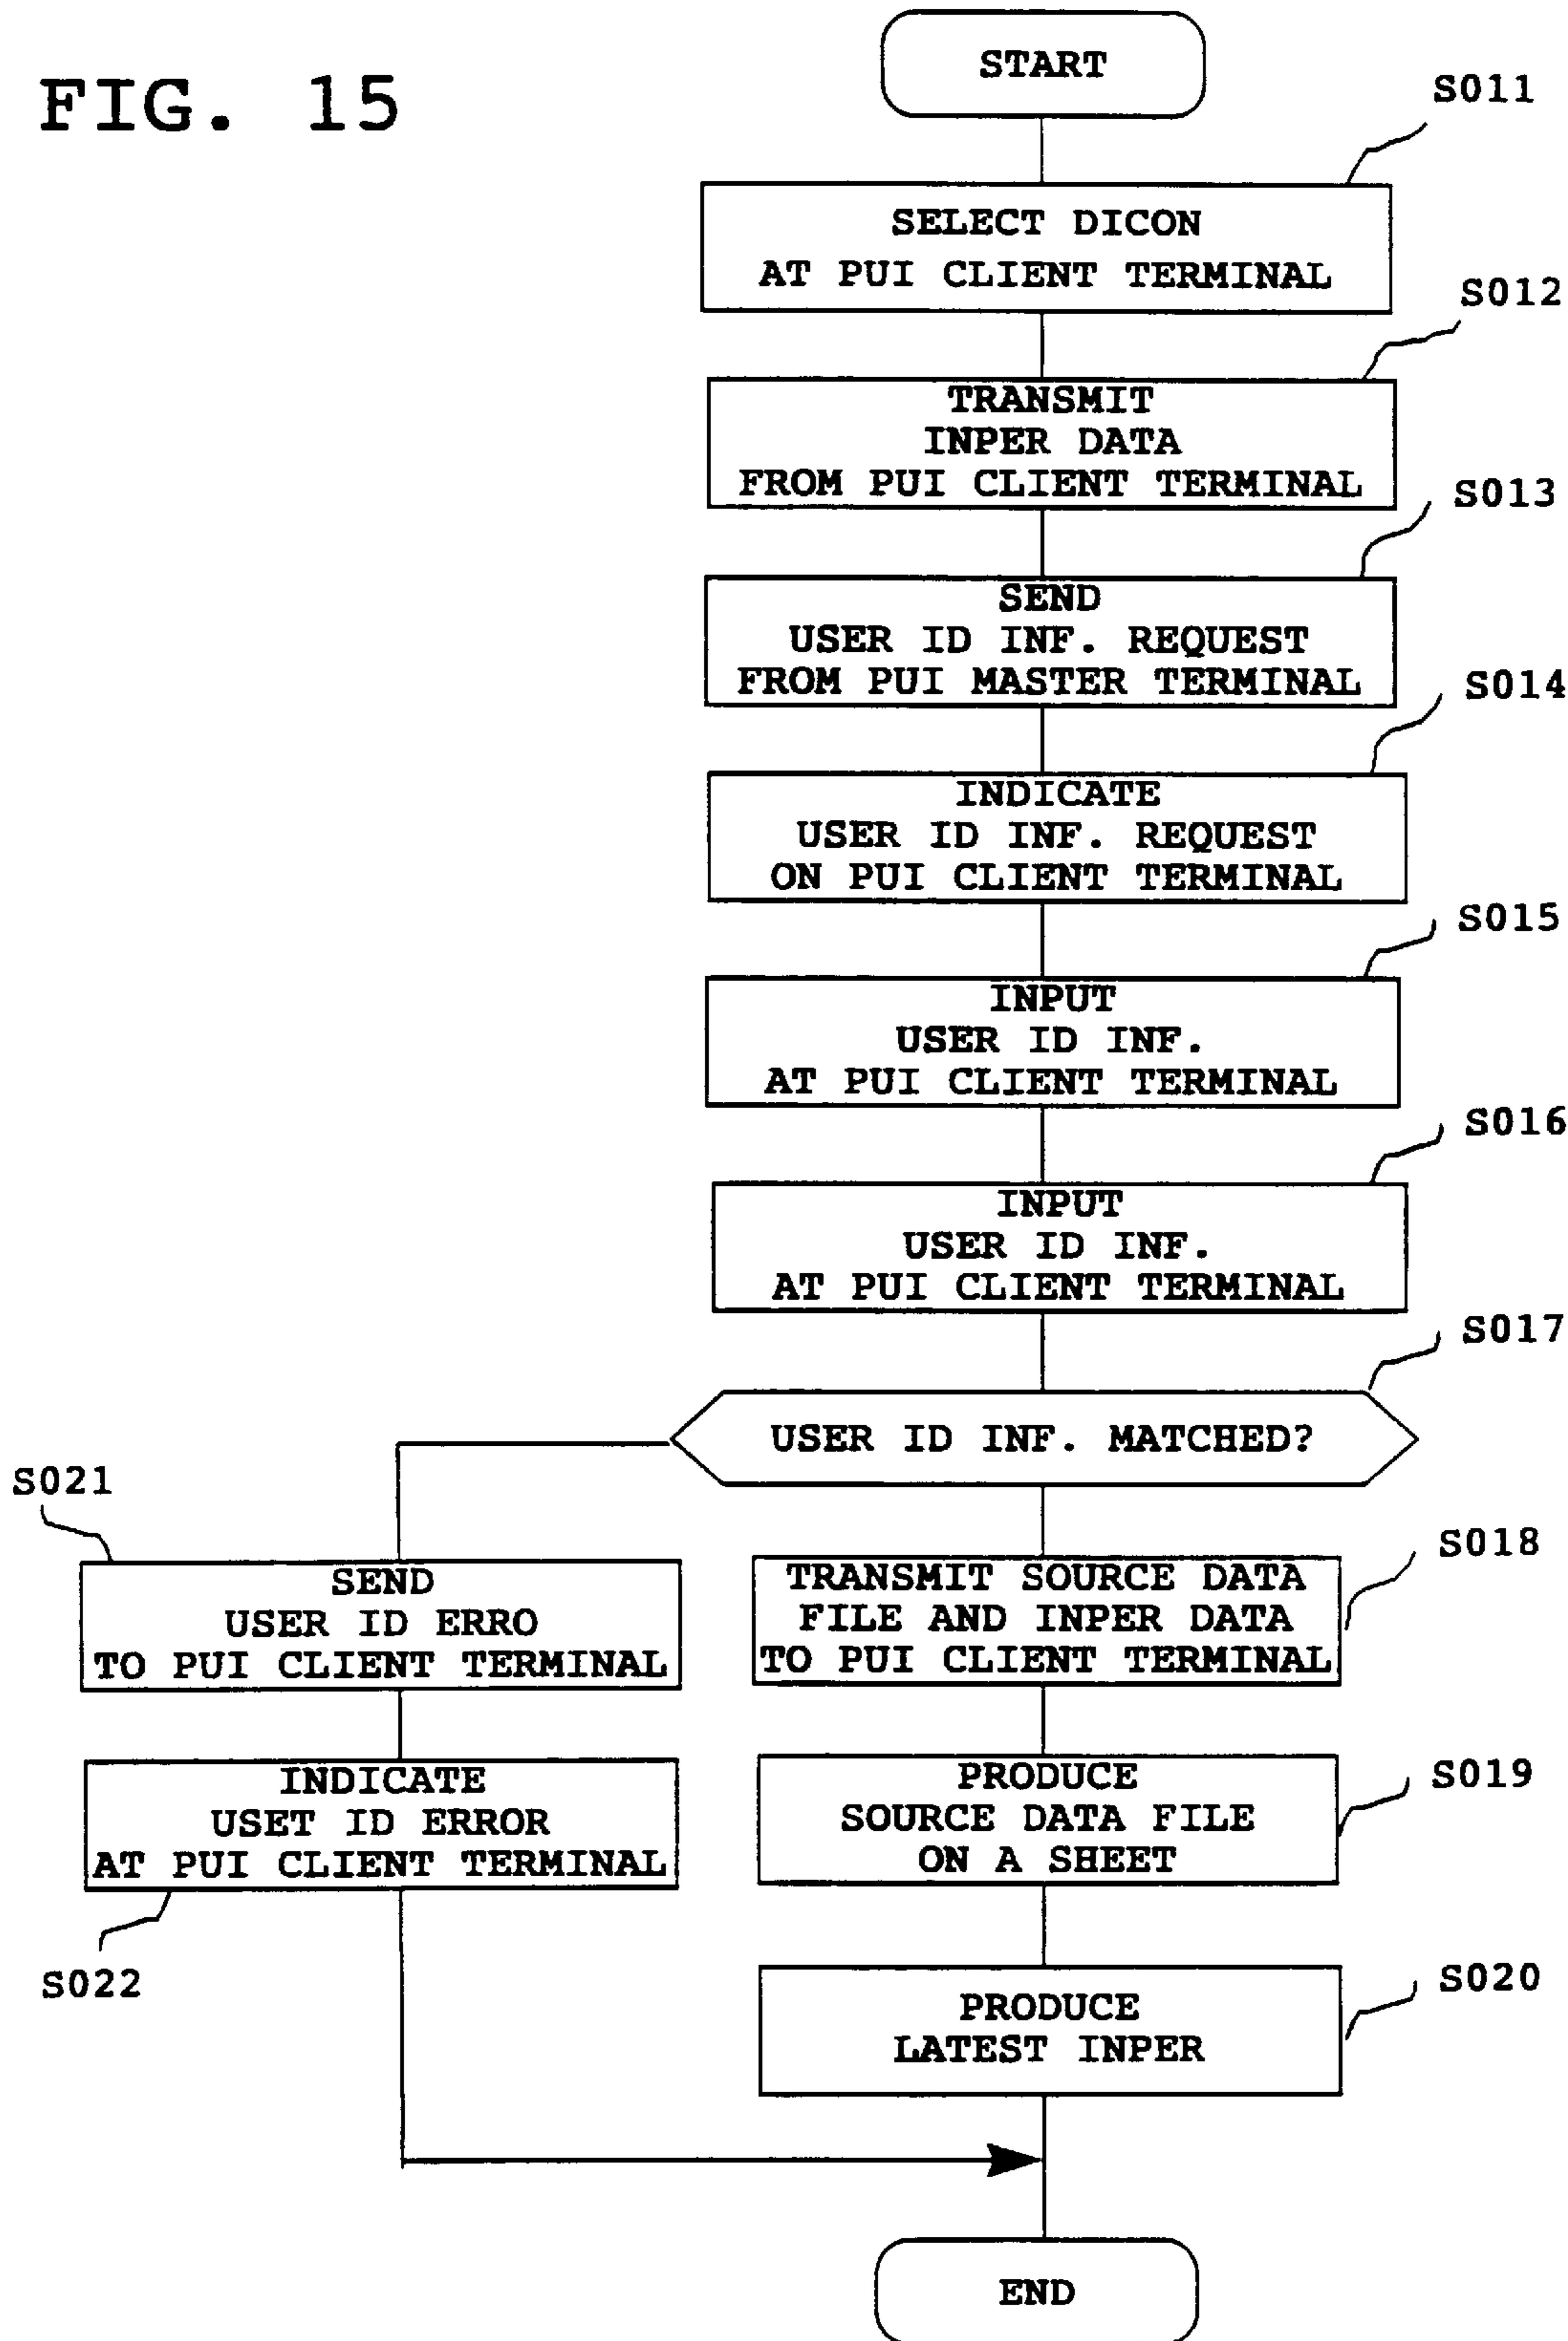 FIG. 15
START
S011
SELECT DICON
AT PUI CLIENT TERMINAL
S012
TRANSMIT
INPER DATA
FROM PUI CLIENT TERMINAL
S013
SEND
USER ID INF. REQUEST
FROM PUI MASTER TERMINAL
S014
INDICATE
USER ID INF. REQUEST
ON PUI CLIENT TERMINAL
S015
INPUT
USER ID INF.
AT PUI CLIENT TERMINAL
S016
INPUT
USER ID INF.
AT PUI CLIENT TERMINAL
S017
USER ID INF. MATCHED?
S021
SEND
USER ID ERRO
TO PUI CLIENT TERMINAL
S018
TRANSMIT SOURCE DATA
FILE AND INPER DATA
TO PUI CLIENT TERMINAL
INDICATE
USET ID ERROR
AT PUI CLIENT TERMINAL
S022
S019
PRODUCE
SOURCE DATA FILE
ON A SHEET
S020
PRODUCE
LATEST INPER
END